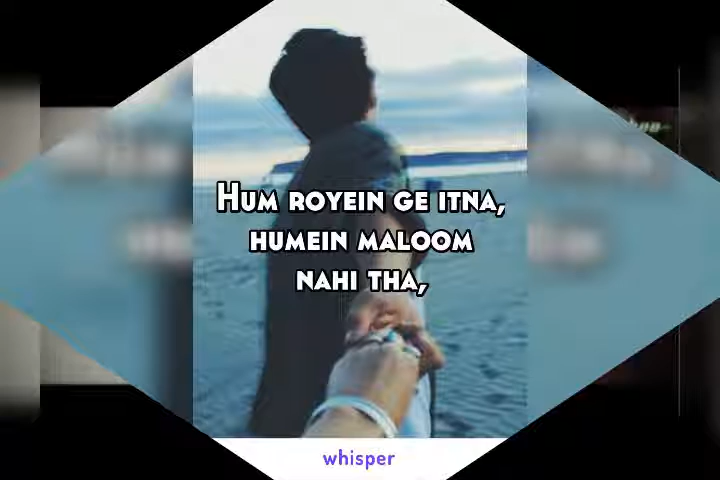 Hum royein ge itna,
humein maloom
nahi tha,
whisper